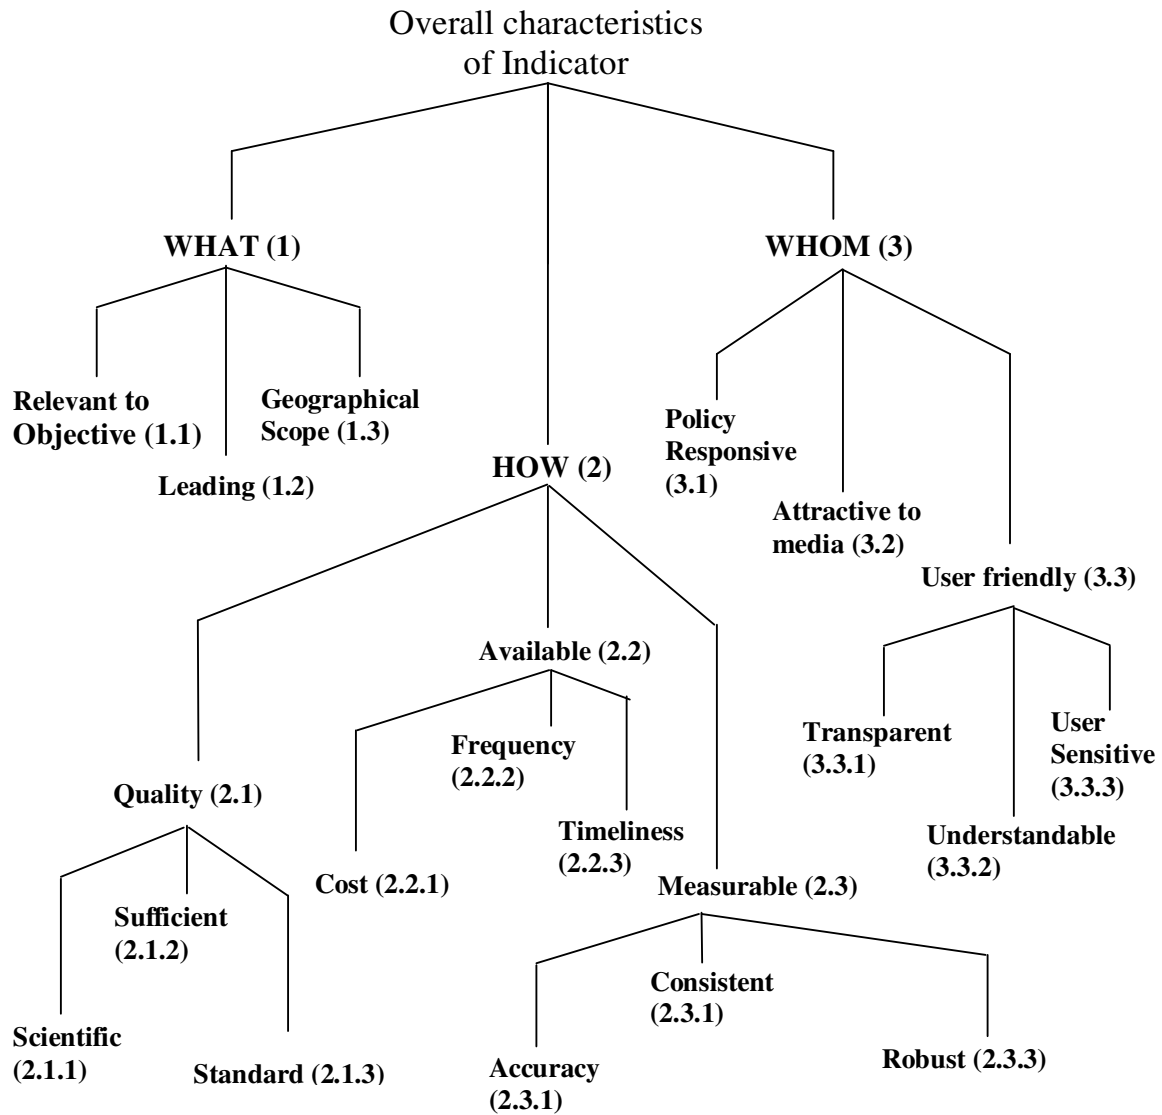 Overall characteristics
of Indicator
WHAT (1)
WHOM (3)
Relevant to
Objective (1.1)
Leading (1.2)
Geographical
Scope (1.3)
HOW (2)
Policy
Responsive
(3.1)
Attractive to
media (3.2)
User friendly (3.3)
Transparent
(3.3.1)
Understandable
(3.3.2)
User
Sensitive
(3.3.3)
Quality (2.1)
Available (2.2)
Measurable (2.3)
Scientific
(2.1.1)
Sufficient
(2.1.2)
Standard (2.1.3)
Cost (2.2.1)
Frequency
(2.2.2)
Timeliness
(2.2.3)
Accuracy
(2.3.1)
Consistent
(2.3.1)
Robust (2.3.3)